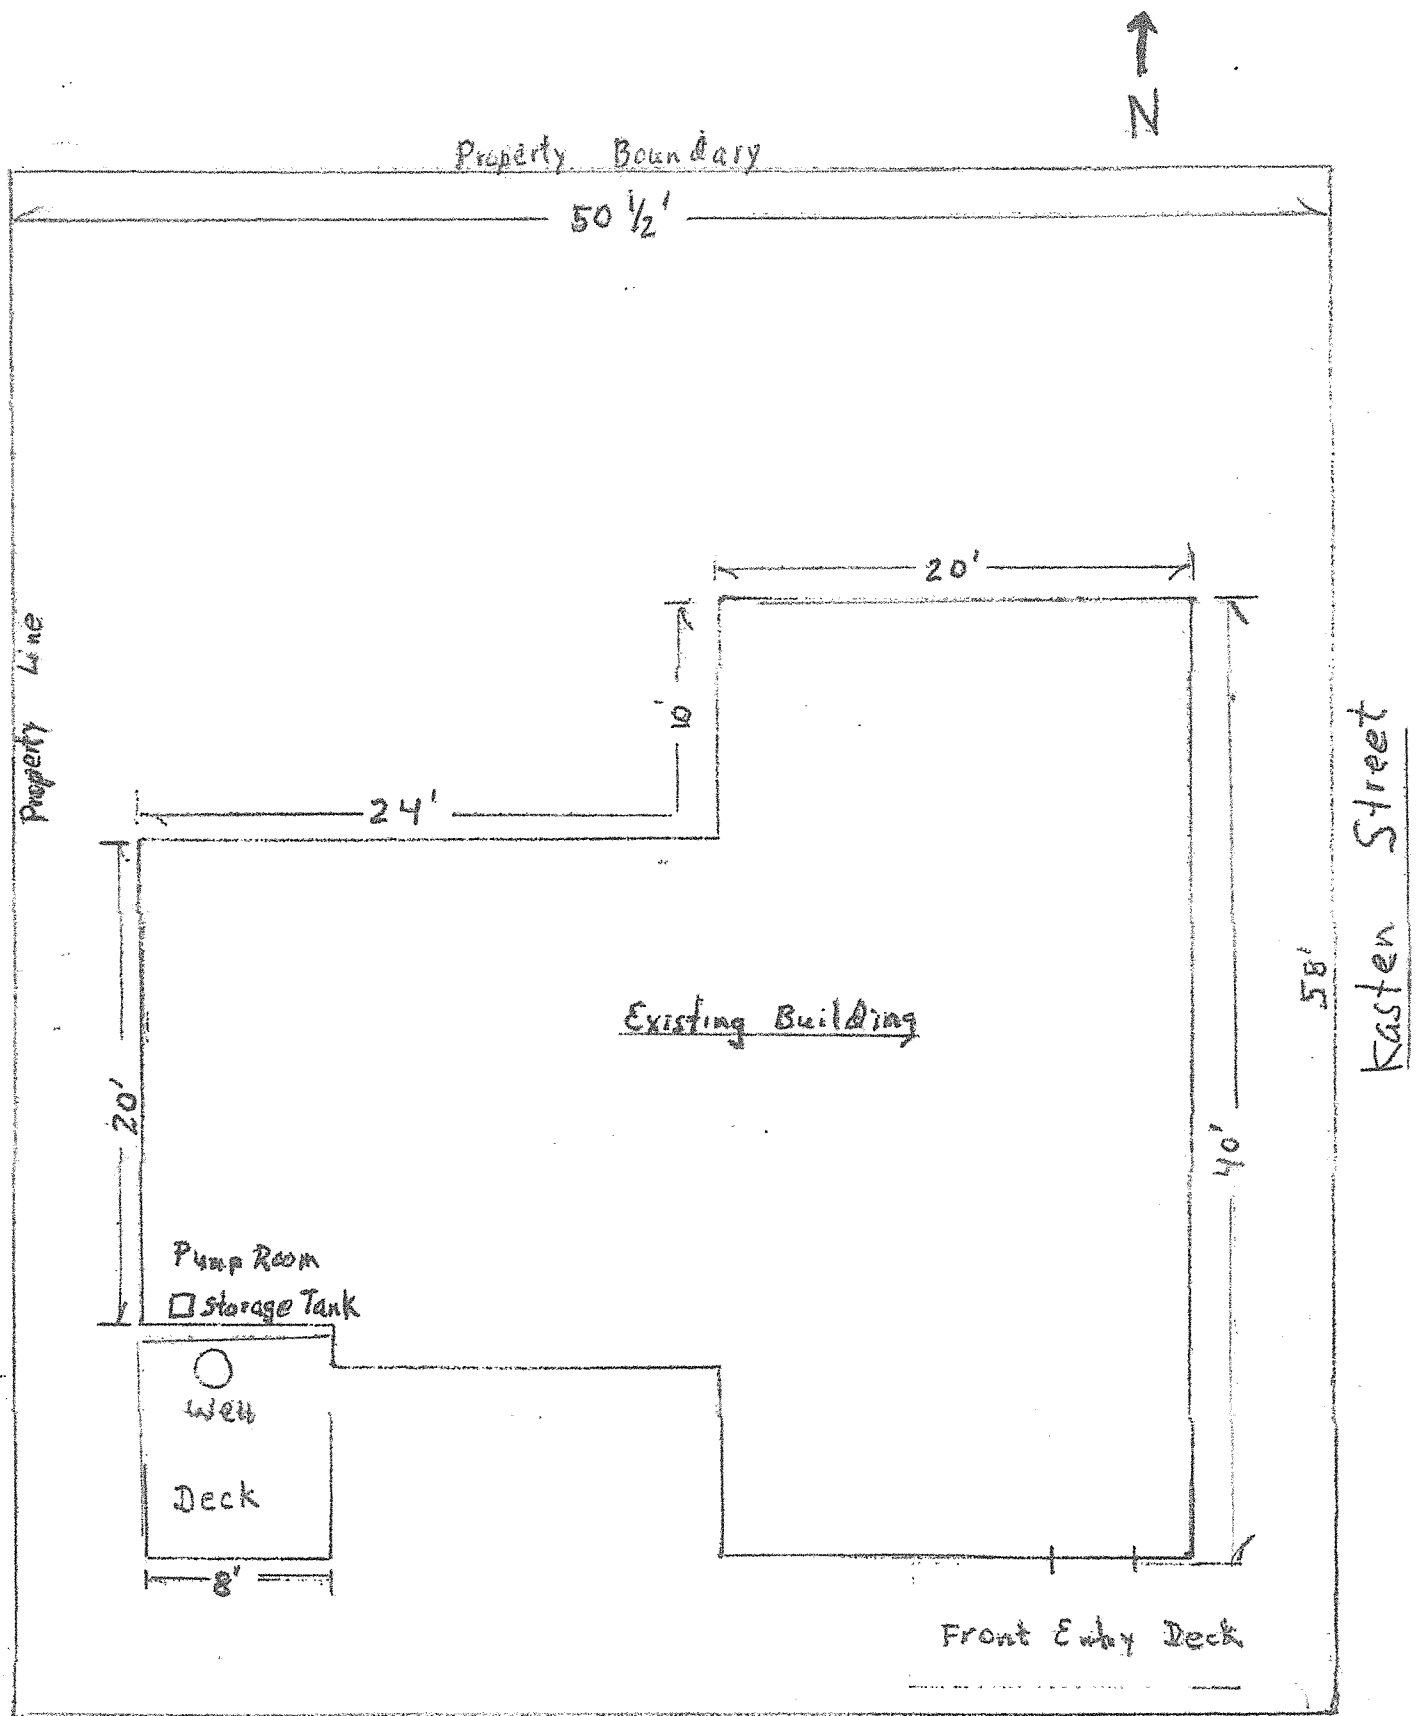 N
Property Boundary
50 1/2'
20'
10'
Property Line
24'
Kasten Street
58'
Existing Building
20'
40'
Pump Room
Storage Tank
Well
Deck
8'
Front Entry Deck